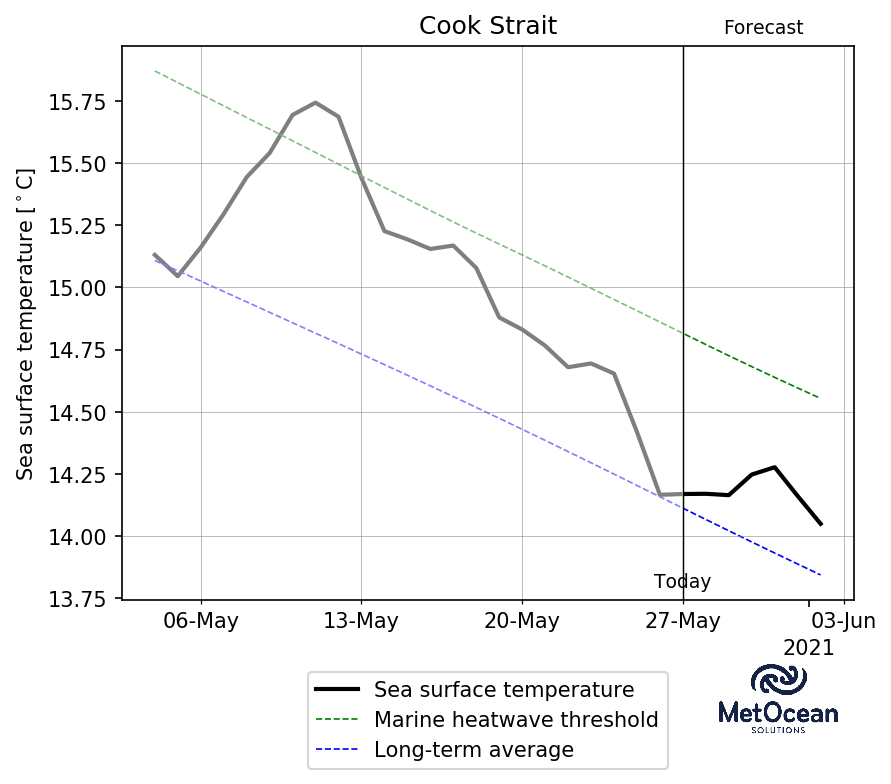 Cook Strait
Forecast
Sea surface temperature [°C]
15.75
15.50
15.25
15.00
14.75
14.50
14.25
14.00
13.75
Today
06-May 13-May 20-May 27-May 03-Jun
2021
Sea surface temperature
Marine heatwave threshold
Long-term average
MetOcean
SOLUTIONS